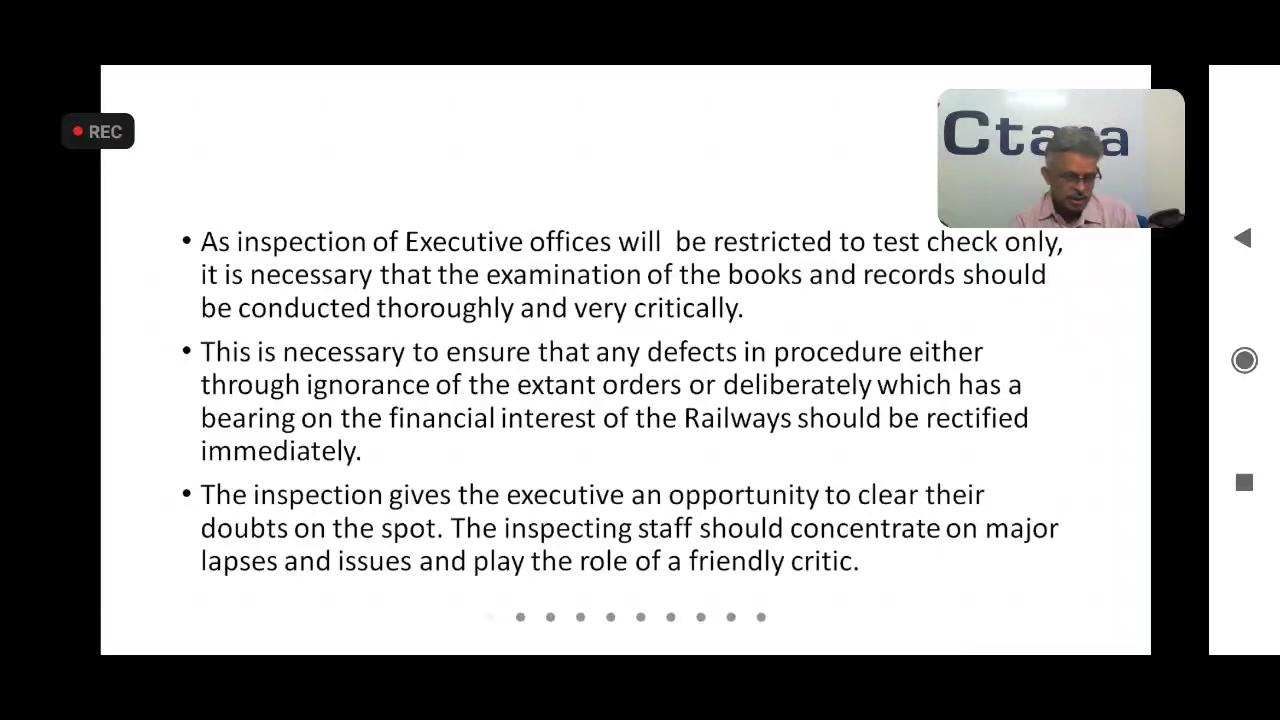 REC
Ctara
• As inspection of Executive offices will  be restricted to test check only,
it is necessary that the examination of the books and records should
be conducted thoroughly and very critically.
• This is necessary to ensure that any defects in procedure either
through ignorance of the extant orders or deliberately which has a
bearing on the financial interest of the Railways should be rectified
immediately.
• The inspection gives the executive an opportunity to clear their
doubts on the spot. The inspecting staff should concentrate on major
lapses and issues and play the role of a friendly critic.